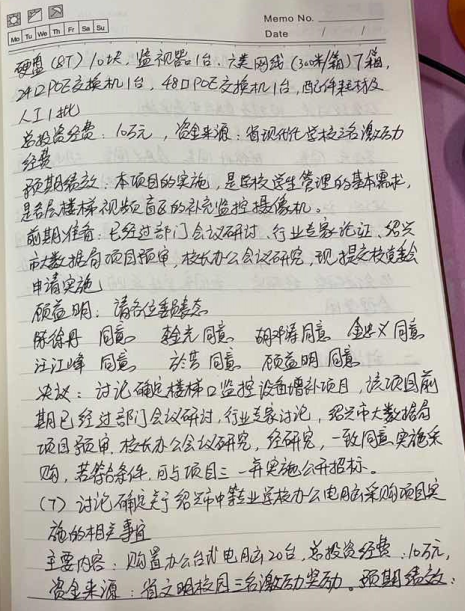 Memo No.
Mo Tu We Th Fr Sa Su
Date / /
硬盘(8T)10块,监视器1台,六类网线(300米/箱)7箱,
24口POE交换机1台,48口POE交换机1台,配件耗材及
人工1批
总投资经费:10万元,资金来源:省现代化学校三名激励
经费
预期绩效:本项目的实施,是学校学生管理的基本需求,
是各层楼梯视频盲区的补充监控摄像机。
前期准备:已经过部门会议研讨,行业专家论证,绍兴
市大数据局项目预审,校长办公会议研究,现提交校党委会
申请实施
顾益明:请各位委员表态
陈徐丹 同意 韩光同意 胡邓涛同意 金忠义同意
汪江峰 同意 同意 顾益明同意
决议:讨论确定楼梯口监控设备增补项目,该项目前
期已经过部门会议研讨,行业专家讨论,绍兴市大数据局
项目预审,校长办公会议研究,经研究,一致同意实施采
购,若符合条件,可与项目三一并实施公开招标。
(7)讨论确定关于绍兴市中等专业学校办公电脑采购项目实
施的相关事宜
主要内容:购置办公台式电脑20台,总投资经费:10万元,
资金来源:省文明校园三名激励奖励。预期绩效: